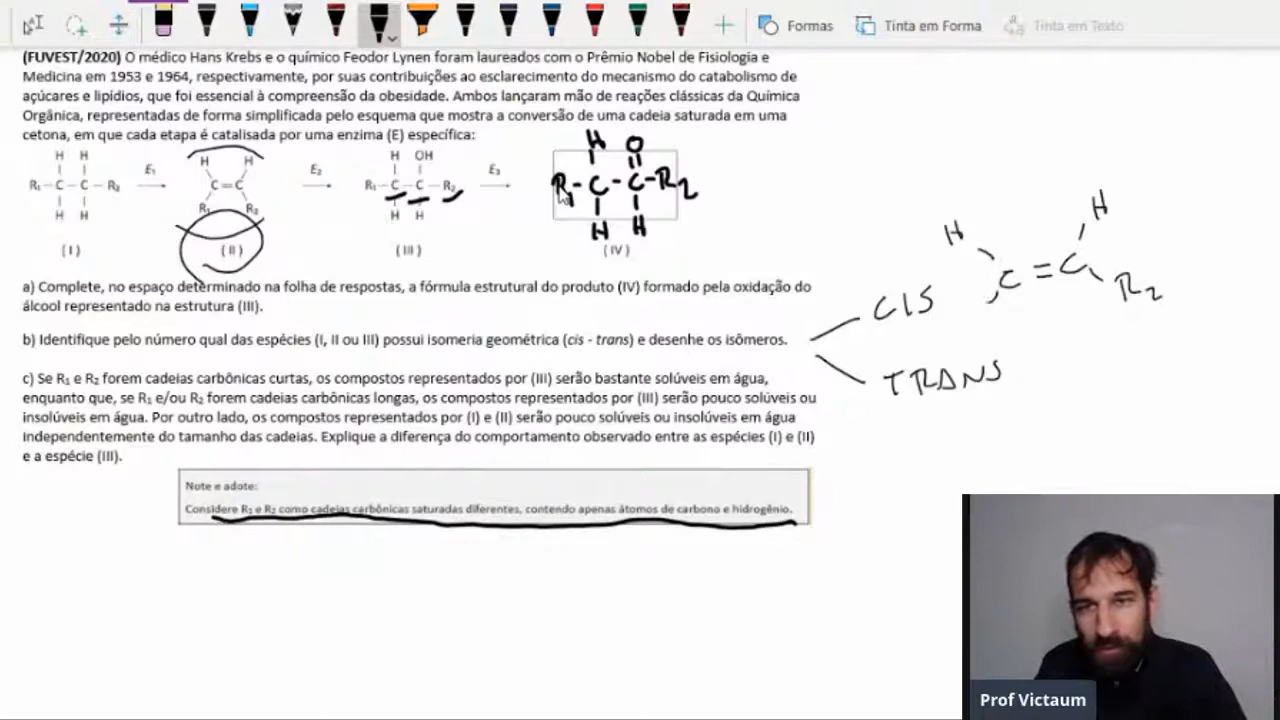 Formas Tinta em Forma Tinta em Texto
(FUVEST/2020) O médico Hans Krebs e o químico Feodor Lynen foram laureados com o Prêmio Nobel de Fisiologia e
Medicina em 1953 e 1964, respectivamente, por suas contribuições ao esclarecimento do mecanismo do catabolismo de
açúcares e lipídios, que foi essencial à compreensão da obesidade. Ambos lançaram mão de reações clássicas da Química
Orgânica, representadas de forma simplificada pelo esquema que mostra a conversão de uma cadeia saturada em uma
cetona, em que cada etapa é catalisada por uma enzima (E) específica:
H H H H H OH H O
E₁ E₂ E₃
R₁ - C - C - R₂ C = C R₁ - C - C - R₂ R₁ - C - C - R₂
R₁ R₂
H H H H H H
(I) (II) (III) (IV)
H H
C = C
R₂
CIS
TRANS
a) Complete, no espaço determinado na folha de respostas, a fórmula estrutural do produto (IV) formado pela oxidação do
álcool representado na estrutura (III).
b) Identifique pelo número qual das espécies (I, II ou III) possui isomeria geométrica (cis - trans) e desenhe os isômeros.
c) Se R₁ e R₂ forem cadeias carbônicas curtas, os compostos representados por (III) serão bastante solúveis em água,
enquanto que, se R₁ e/ou R₂ forem cadeias carbônicas longas, os compostos representados por (III) serão pouco solúveis ou
insolúveis em água. Por outro lado, os compostos representados por (I) e (II) serão pouco solúveis ou insolúveis em água
independentemente do tamanho das cadeias. Explique a diferença do comportamento observado entre as espécies (I) e (II)
e a espécie (III).
Note e adote:
Considere R₁ e R₂ como cadeias carbônicas saturadas diferentes, contendo apenas átomos de carbono e hidrogênio.
Prof Victaum